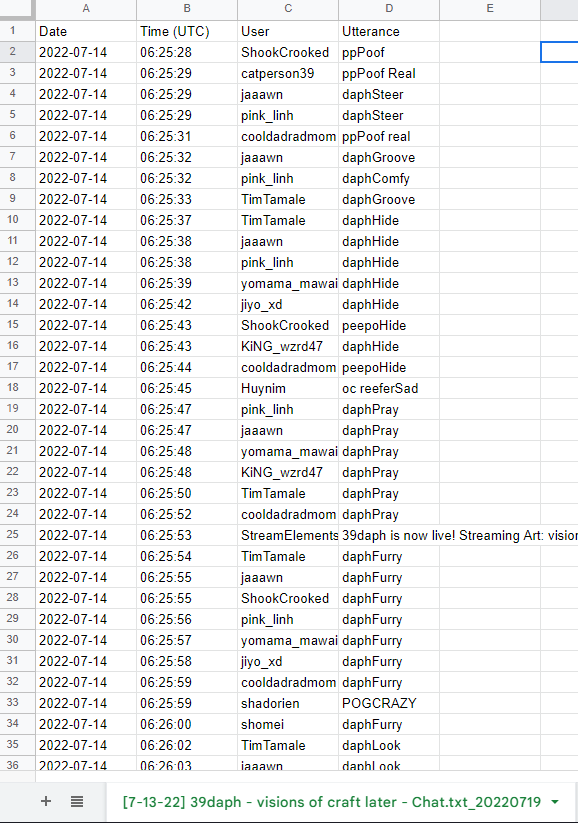 A B C D E
1 Date Time (UTC) User Utterance
2 2022-07-14 06:25:28 ShookCrooked ppPoof
3 2022-07-14 06:25:29 catperson39 ppPoof Real
4 2022-07-14 06:25:29 jaaawn daphSteer
5 2022-07-14 06:25:29 pink_linh daphSteer
6 2022-07-14 06:25:31 cooldadradmom ppPoof real
7 2022-07-14 06:25:32 jaaawn daphGroove
8 2022-07-14 06:25:32 pink_linh daphComfy
9 2022-07-14 06:25:33 TimTamale daphGroove
10 2022-07-14 06:25:37 TimTamale daphHide
11 2022-07-14 06:25:38 jaaawn daphHide
12 2022-07-14 06:25:38 pink_linh daphHide
13 2022-07-14 06:25:39 yomama_mawai daphHide
14 2022-07-14 06:25:42 jiyo_xd daphHide
15 2022-07-14 06:25:43 ShookCrooked peepoHide
16 2022-07-14 06:25:43 KiNG_wzrd47 daphHide
17 2022-07-14 06:25:44 cooldadradmom peepoHide
18 2022-07-14 06:25:45 Huynim oc reeferSad
19 2022-07-14 06:25:47 pink_linh daphPray
20 2022-07-14 06:25:47 jaaawn daphPray
21 2022-07-14 06:25:48 yomama_mawai daphPray
22 2022-07-14 06:25:48 KiNG_wzrd47 daphPray
23 2022-07-14 06:25:50 TimTamale daphPray
24 2022-07-14 06:25:52 cooldadradmom daphPray
25 2022-07-14 06:25:53 StreamElements 39daph is now live! Streaming Art: vision
26 2022-07-14 06:25:54 TimTamale daphFurry
27 2022-07-14 06:25:55 jaaawn daphFurry
28 2022-07-14 06:25:55 ShookCrooked daphFurry
29 2022-07-14 06:25:56 pink_linh daphFurry
30 2022-07-14 06:25:57 yomama_mawai daphFurry
31 2022-07-14 06:25:58 jiyo_xd daphFurry
32 2022-07-14 06:25:59 cooldadradmom daphFurry
33 2022-07-14 06:25:59 shadorien POGCRAZY
34 2022-07-14 06:26:00 shomei daphFurry
35 2022-07-14 06:26:02 TimTamale daphLook
36 2022-07-14 06:26:03 jaaawn daphLook
[7-13-22] 39daph - visions of craft later - Chat.txt_20220719